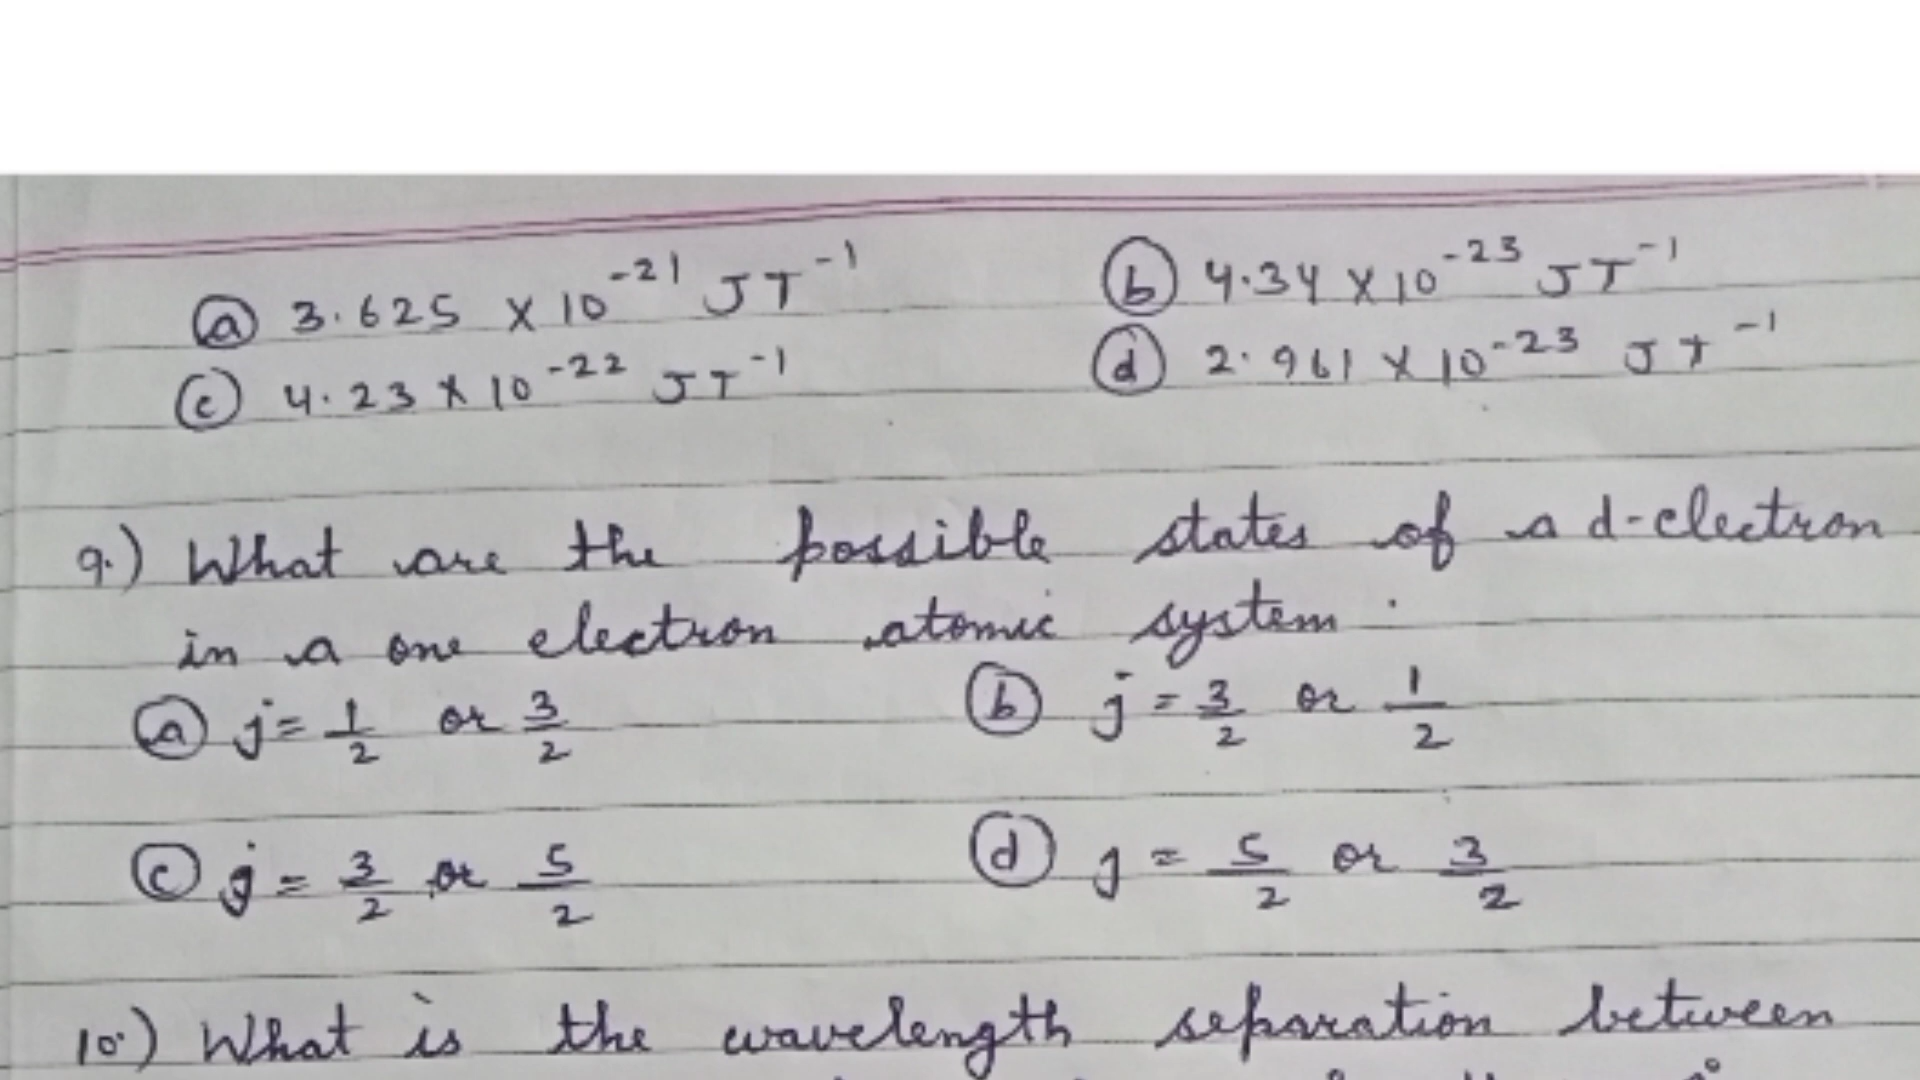 (a) 3.625 × 10⁻²¹ JT⁻¹ (b) 4.34 × 10⁻²³ JT⁻¹
(c) 4.23 × 10⁻²² JT⁻¹ (d) 2.961 × 10⁻²³ JT⁻¹
9.) What are the possible states of a d-electron
in a one electron atomic system.
(a) j = 1/2 or 3/2 (b) j = 3/2 or 1/2
(c) j = 3/2 or 5/2 (d) j = 5/2 or 3/2
10.) What is the wavelength separation between